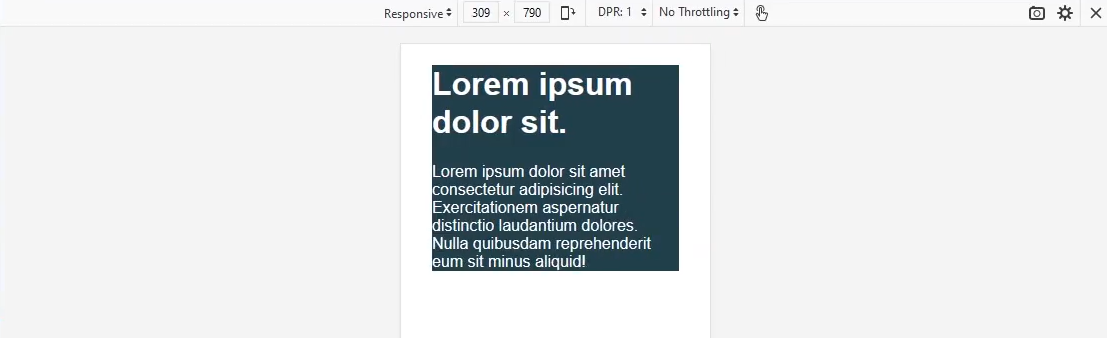 Responsive 309 × 790 DPR: 1 No Throttling
Lorem ipsum
dolor sit.
Lorem ipsum dolor sit amet
consectetur adipisicing elit.
Exercitationem aspernatur
distinctio laudantium dolores.
Nulla quibusdam reprehenderit
eum sit minus aliquid!